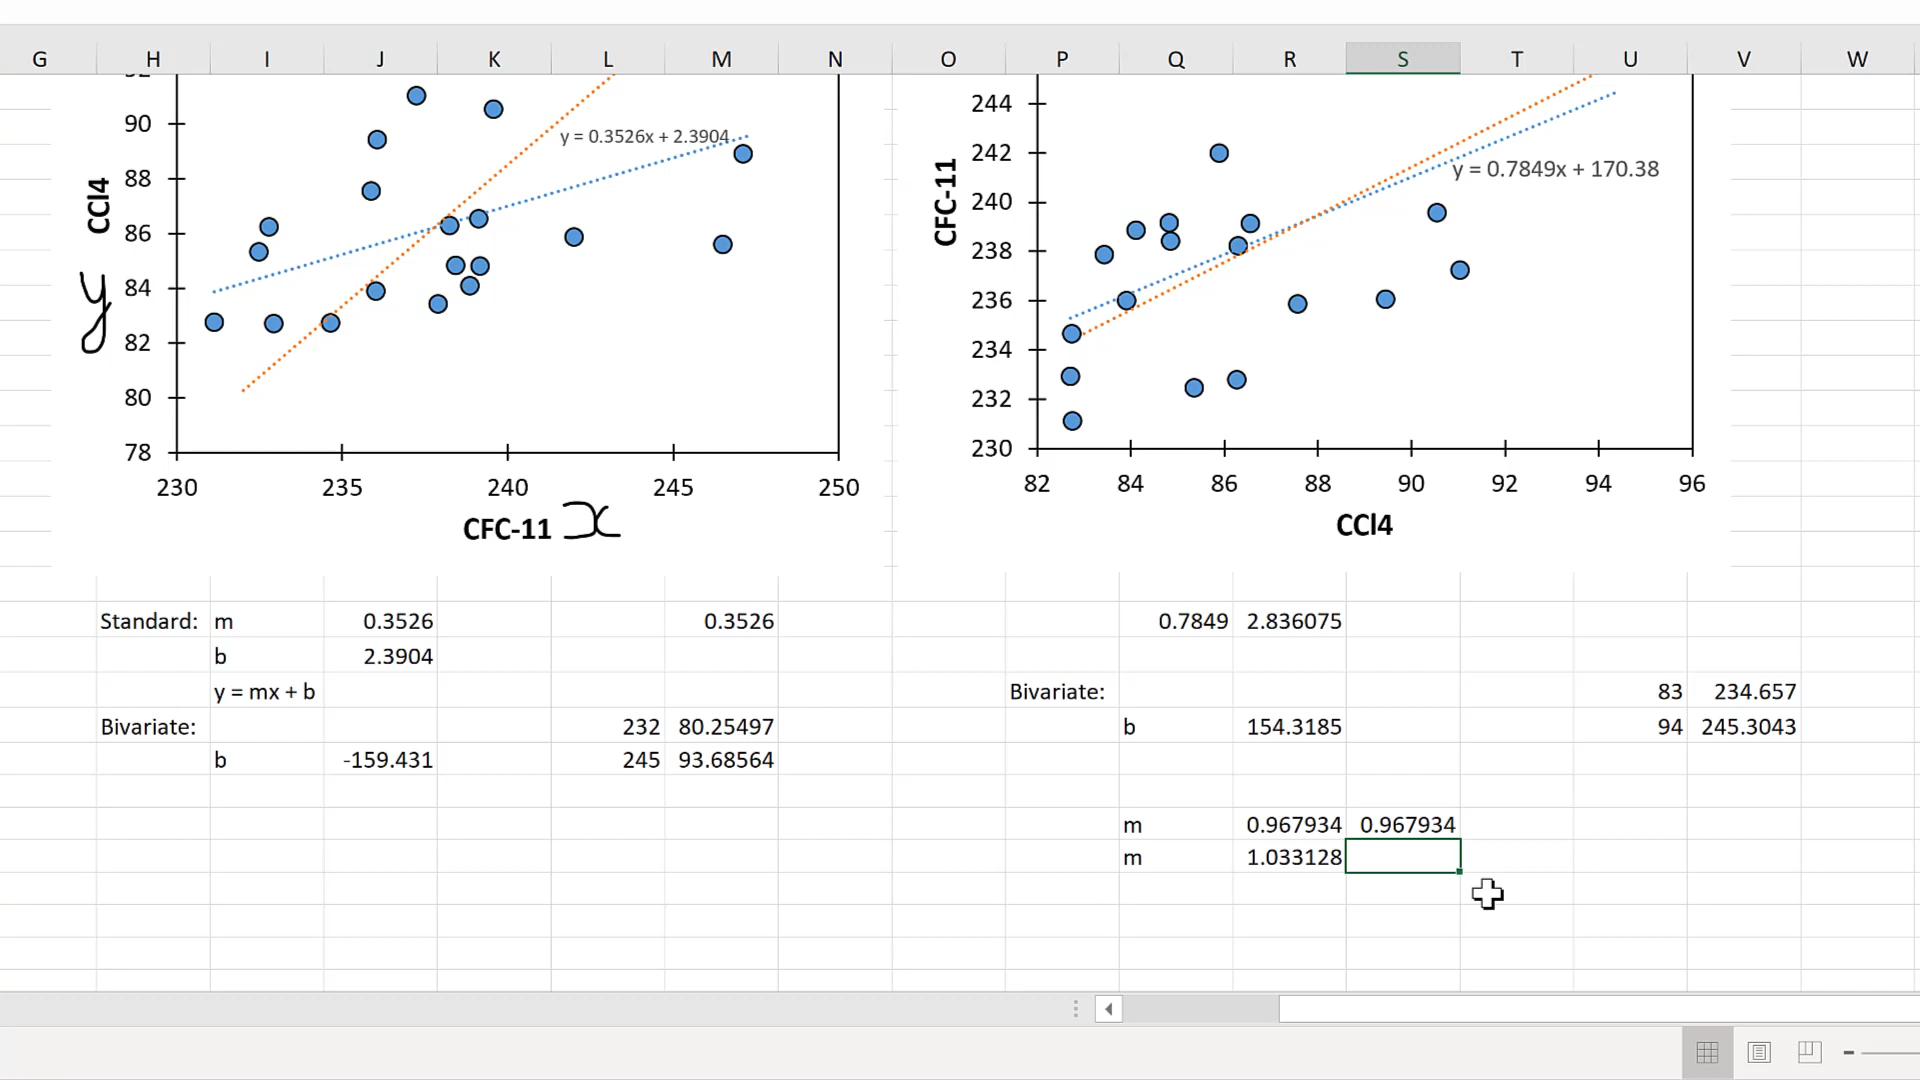 G H I J K L M N O P Q R S T U V W
90
88
86
84
82
80
78
230 235 240 245 250
CCl4
y
CFC-11 x
y = 0.3526x + 2.3904
244
242
240
238
236
234
232
230
82 84 86 88 90 92 94 96
CFC-11
CCl4
y = 0.7849x + 170.38
Standard: m 0.3526 0.3526 0.7849 2.836075
b 2.3904
y = mx + b Bivariate: 83 234.657
Bivariate: 232 80.25497 b 154.3185 94 245.3043
b -159.431 245 93.68564
m 0.967934 0.967934
m 1.033128